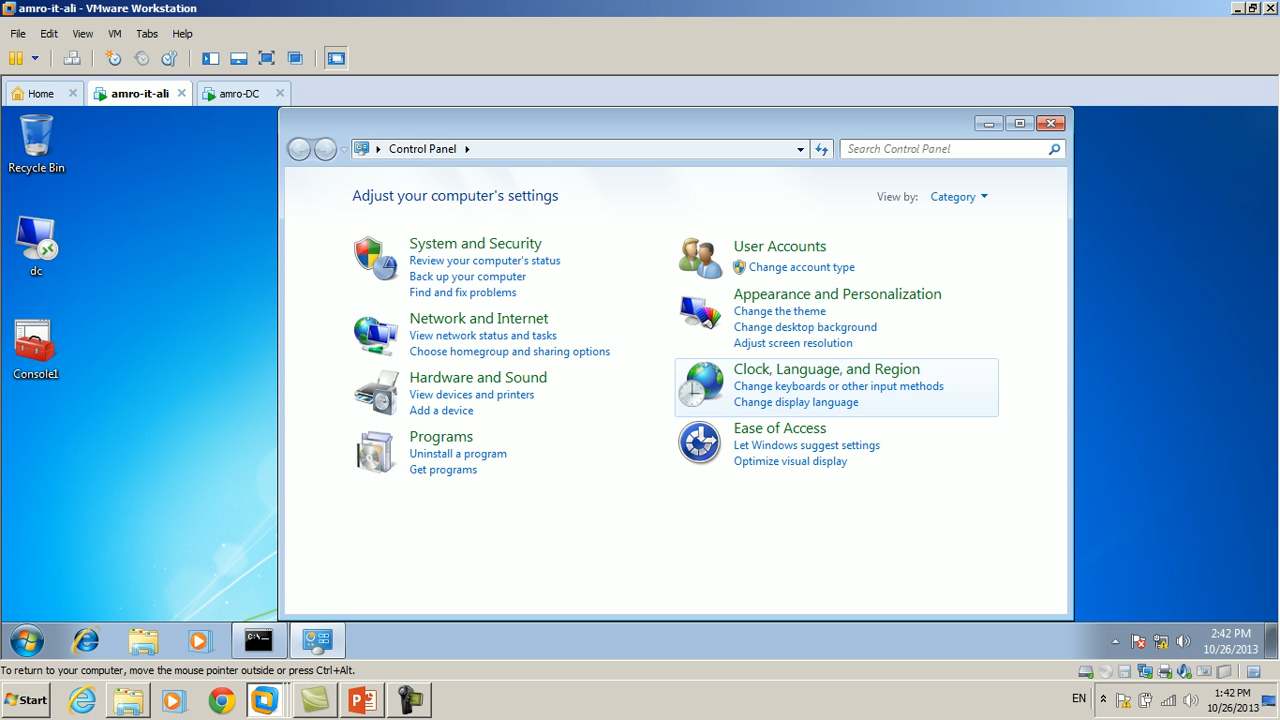 amro-it-ali - VMware Workstation
File Edit View VM Tabs Help
Home amro-it-ali amro-DC
Recycle Bin
dc
Console1
Control Panel
Search Control Panel
Adjust your computer's settings
View by: Category
System and Security
Review your computer's status
Back up your computer
Find and fix problems
Network and Internet
View network status and tasks
Choose homegroup and sharing options
Hardware and Sound
View devices and printers
Add a device
Programs
Uninstall a program
Get programs
User Accounts
Change account type
Appearance and Personalization
Change the theme
Change desktop background
Adjust screen resolution
Clock, Language, and Region
Change keyboards or other input methods
Change display language
Ease of Access
Let Windows suggest settings
Optimize visual display
C:\
2:42 PM
10/26/2013
To return to your computer, move the mouse pointer outside or press Ctrl+Alt.
Start
EN
1:42 PM
10/26/2013